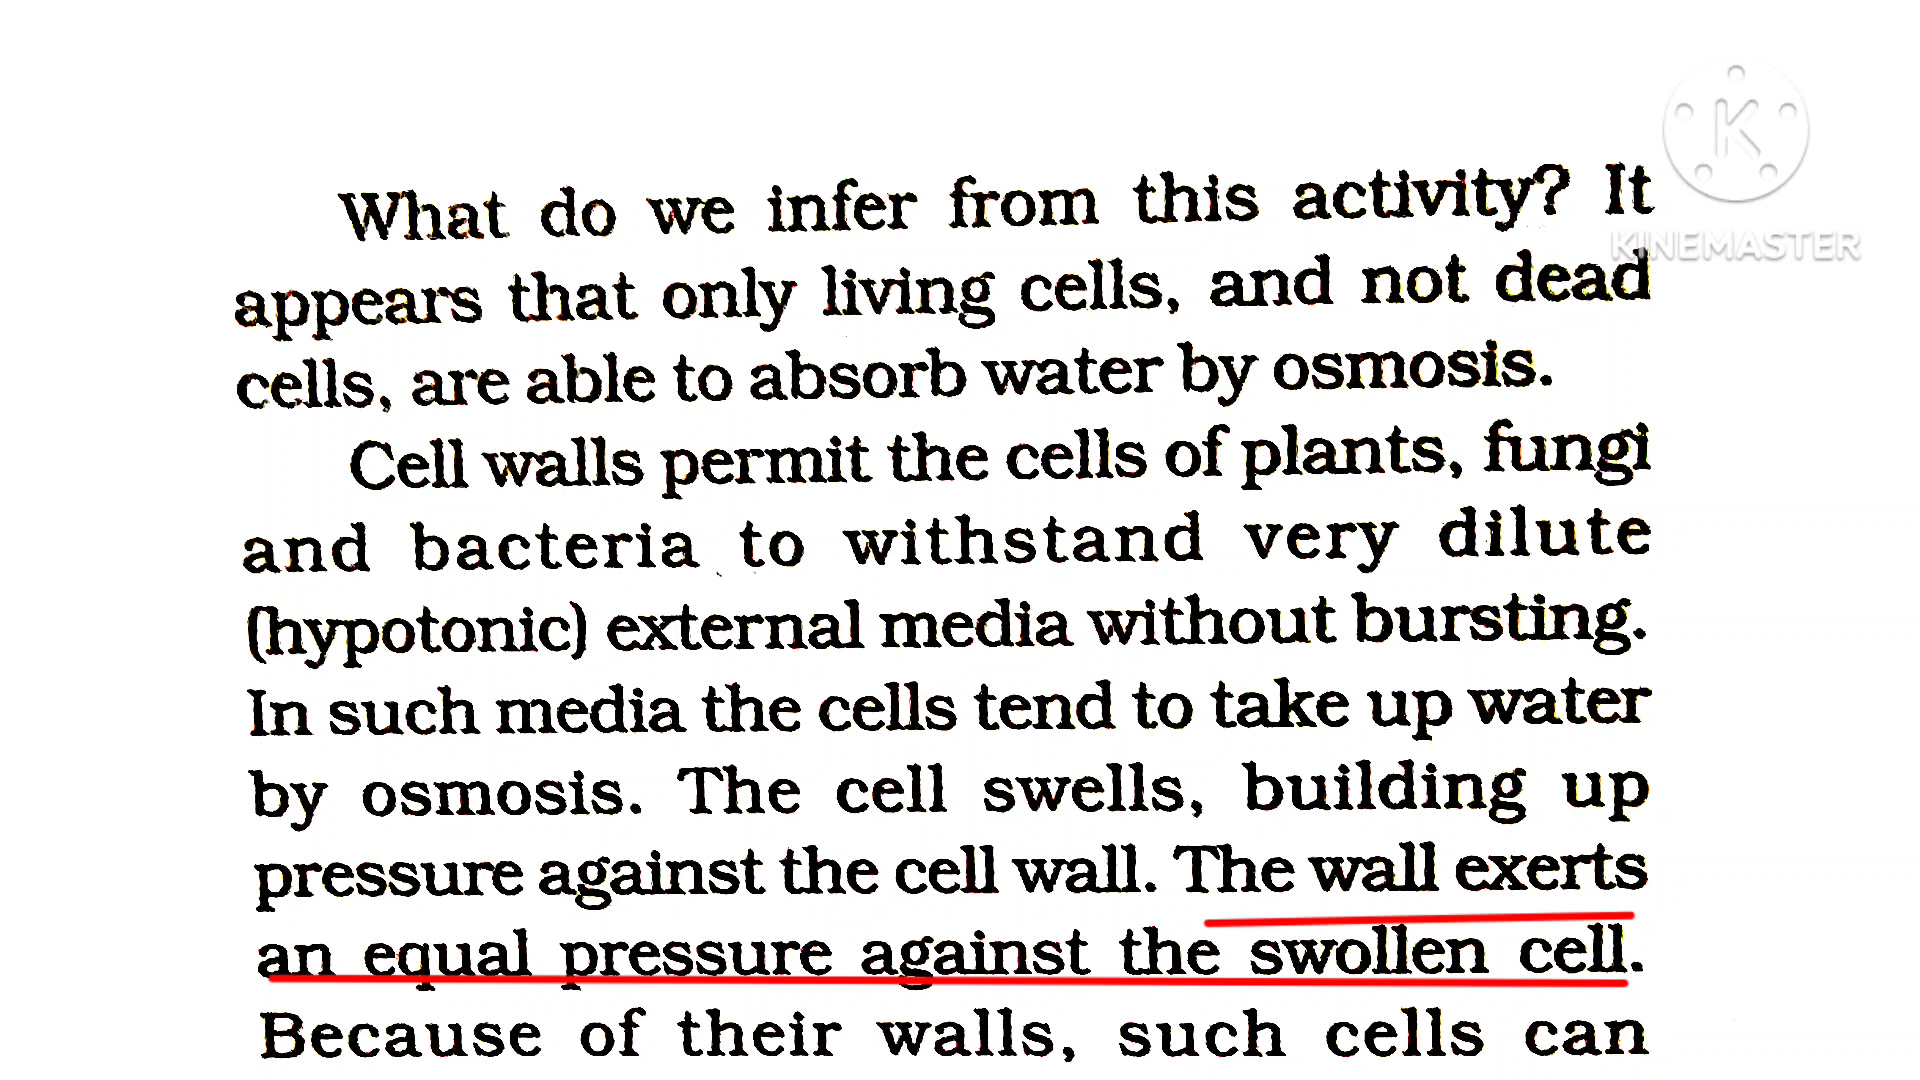 What do we infer from this activity? It
appears that only living cells, and not dead
cells, are able to absorb water by osmosis.
Cell walls permit the cells of plants, fungi
and bacteria to withstand very dilute
(hypotonic) external media without bursting.
In such media the cells tend to take up water
by osmosis. The cell swells, building up
pressure against the cell wall. The wall exerts
an equal pressure against the swollen cell.
Because of their walls, such cells can
K
KINEMASTER